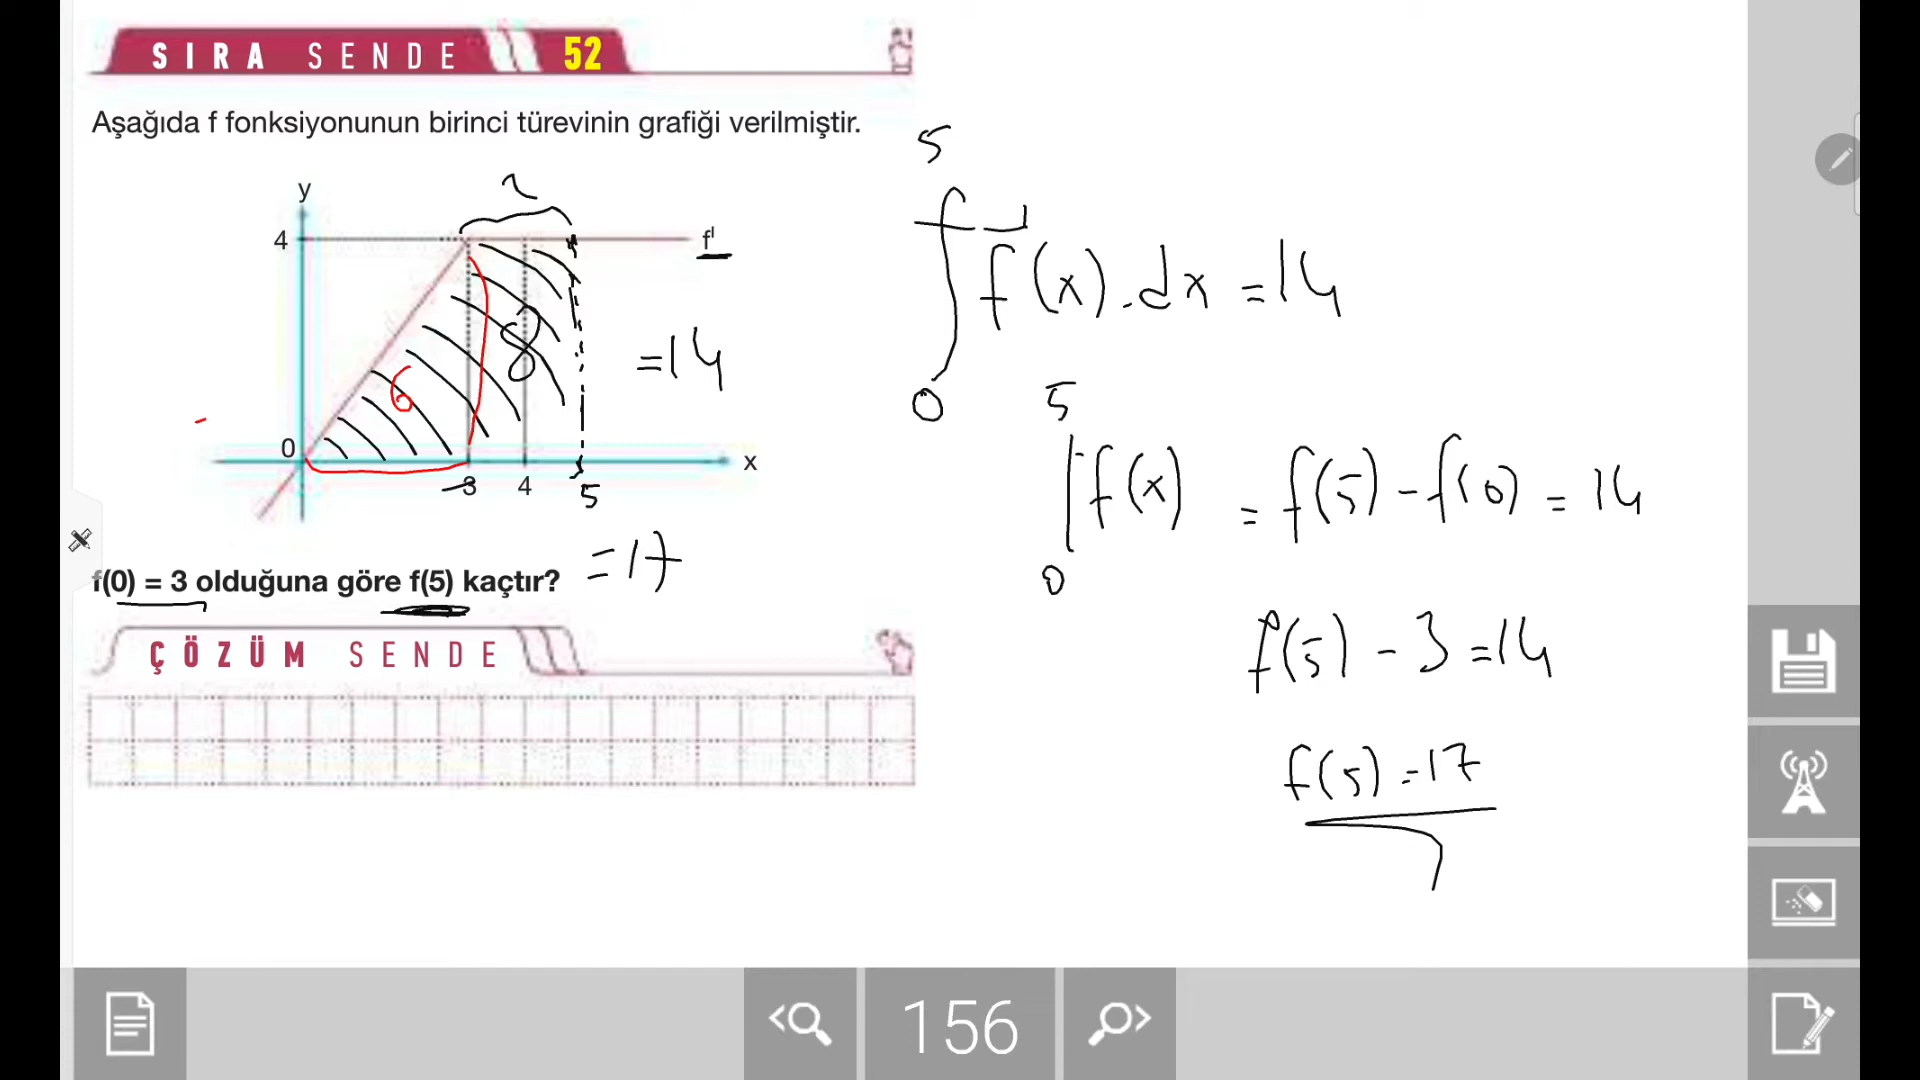 SIRA SENDE 52
Aşağıda f fonksiyonunun birinci türevinin grafiği verilmiştir.
y
2
4
f'
8
6
=14
0
x
3 4 5
f(0) = 3 olduğuna göre f(5) kaçtır? =17
ÇÖZÜM SENDE
5
∫ f'(x).dx =14
0
5
| f(x) = f(5) - f(0) = 14
0
f(5) - 3 =14
f(5) =17
156